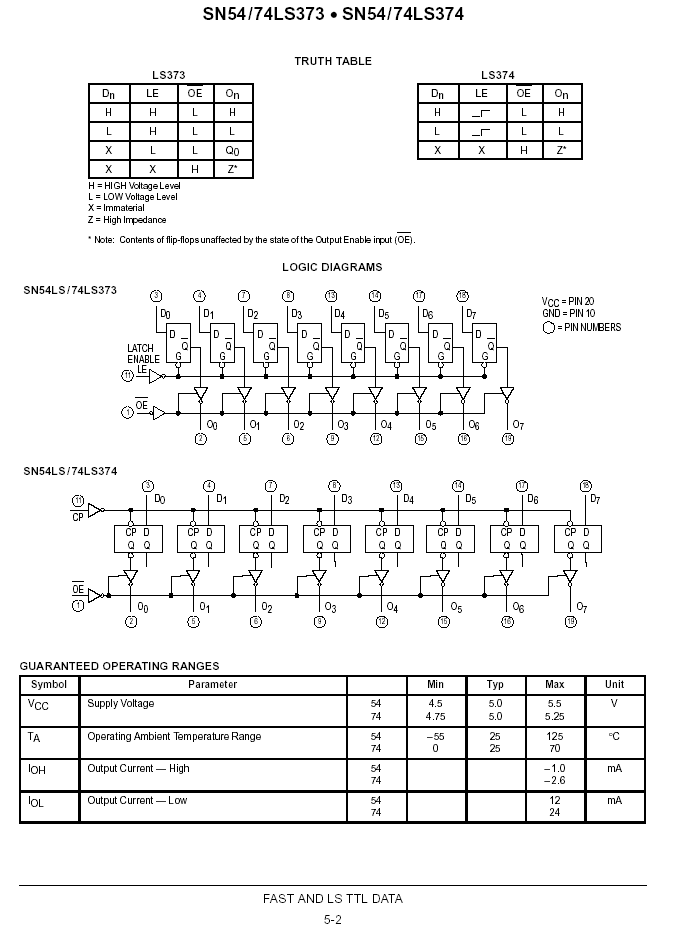 SN54/74LS373 • SN54/74LS374
TRUTH TABLE
LS373
Dn LE OE On
H H L H
L H L L
X L L Q0
X X H Z*
LS374
Dn LE OE On
H L H
L L L
X X H Z*
H = HIGH Voltage Level
L = LOW Voltage Level
X = Immaterial
Z = High Impedance
* Note: Contents of flip-flops unaffected by the state of the Output Enable input (OE).
LOGIC DIAGRAMS
SN54LS/74LS373
3 4 7 8 13 14 17 18
D0 D1 D2 D3 D4 D5 D6 D7
D D D D D D D D
Q Q Q Q Q Q Q Q
G G G G G G G G
LATCH
ENABLE
LE
11
OE
1
O0 O1 O2 O3 O4 O5 O6 O7
2 5 6 9 12 15 16 19
VCC = PIN 20
GND = PIN 10
= PIN NUMBERS
SN54LS/74LS374
3 4 7 8 13 14 17 18
D0 D1 D2 D3 D4 D5 D6 D7
11
CP
CP D CP D CP D CP D CP D CP D CP D CP D
Q Q Q Q Q Q Q Q Q Q Q Q Q Q Q Q
OE
1
O0 O1 O2 O3 O4 O5 O6 O7
2 5 6 9 12 15 16 19
GUARANTEED OPERATING RANGES
Symbol Parameter Min Typ Max Unit
VCC Supply Voltage 54 4.5 5.0 5.5 V
74 4.75 5.0 5.25
TA Operating Ambient Temperature Range 54 –55 25 125 °C
74 0 25 70
IOH Output Current — High 54 –1.0 mA
74 –2.6
IOL Output Current — Low 54 12 mA
74 24
FAST AND LS TTL DATA
5-2